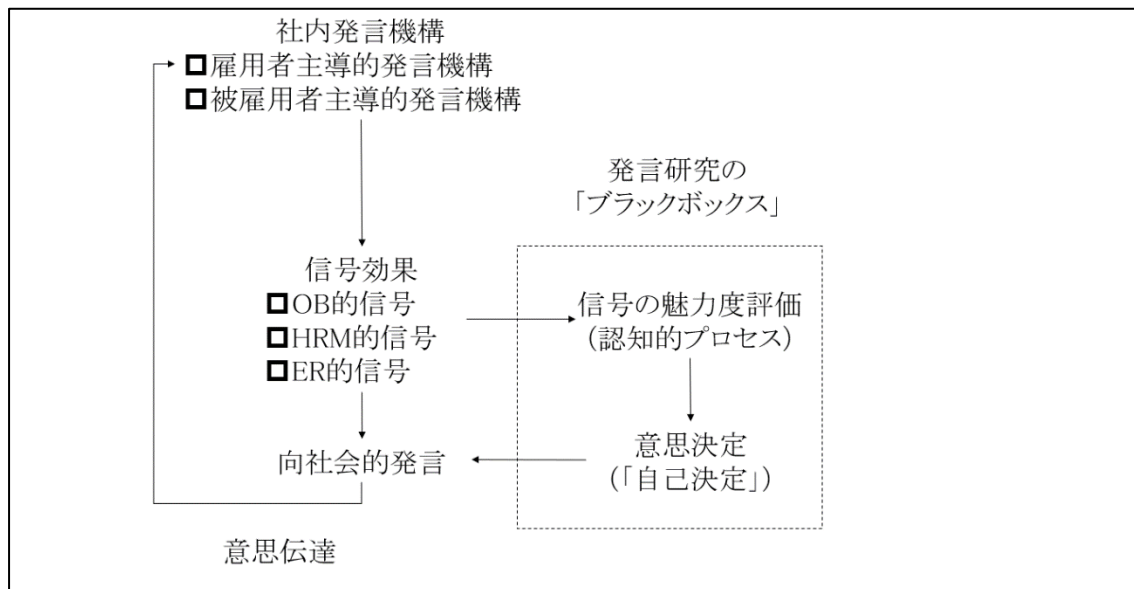 社内発言機構
雇用者主導的発言機構
被雇用者主導的発言機構
発言研究の
「ブラックボックス」
信号効果
OB的信号
HRM的信号
ER的信号
信号の魅力度評価
(認知的プロセス)
意思決定
(「自己決定」)
向社会的発言
意思伝達